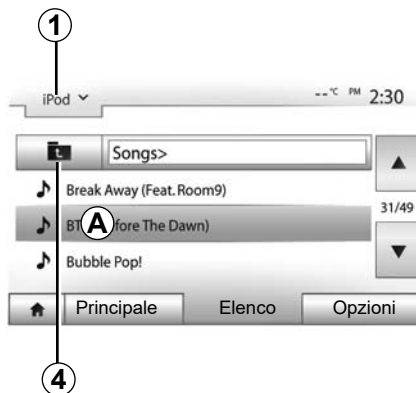 1
iPod --°C PM 2:30
Songs>
Break Away (Feat. Room9)
31/49
A fore The Dawn)
Bubble Pop!
Principale Elenco Opzioni
4